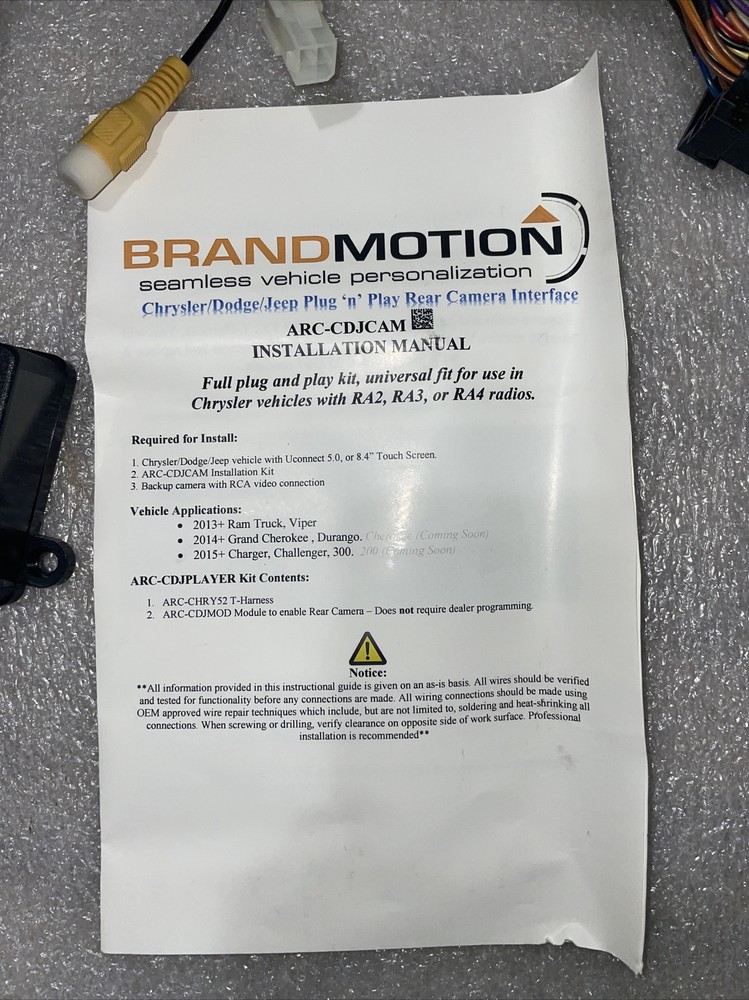 BRANDMOTION
seamless vehicle personalization
Chrysler/Dodge/Jeep Plug ‘n’ Play Rear Camera Interface
ARC-CDJCAM
INSTALLATION MANUAL
Full plug and play kit, universal fit for use in
Chrysler vehicles with RA2, RA3, or RA4 radios.
Required for Install:
1. Chrysler/Dodge/Jeep vehicle with Uconnect 5.0, or 8.4” Touch Screen.
2. ARC-CDJCAM Installation Kit
3. Backup camera with RCA video connection
Vehicle Applications:
• 2013+ Ram Truck, Viper
• 2014+ Grand Cherokee , Durango. Cherokee (Coming Soon)
• 2015+ Charger, Challenger, 300. 200 (Coming Soon)
ARC-CDJPLAYER Kit Contents:
1. ARC-CHRY52 T-Harness
2. ARC-CDJMOD Module to enable Rear Camera – Does not require dealer programming.
Notice:
**All information provided in this instructional guide is given on an as-is basis. All wires should be verified
and tested for functionality before any connections are made. All wiring connections should be made using
OEM approved wire repair techniques which include, but are not limited to, soldering and heat-shrinking all
connections. When screwing or drilling, verify clearance on opposite side of work surface. Professional
installation is recommended**